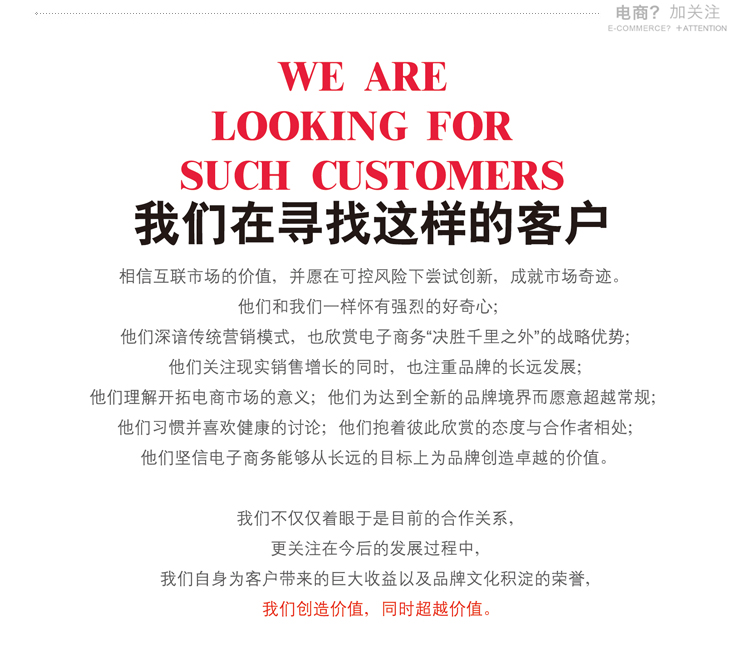 电商？ 加关注
E-COMMERCE? +ATTENTION
WE ARE
LOOKING FOR
SUCH CUSTOMERS
我们在寻找这样的客户
相信互联市场的价值，并愿在可控风险下尝试创新，成就市场奇迹。
他们和我们一样怀有强烈的好奇心；
他们深谙传统营销模式，也欣赏电子商务“决胜千里之外”的战略优势；
他们关注现实销售增长的同时，也注重品牌的长远发展；
他们理解开拓电商市场的意义；他们为达到全新的品牌境界而愿意超越常规；
他们习惯并喜欢健康的讨论；他们抱着彼此欣赏的态度与合作者相处；
他们坚信电子商务能够从长远的目标上为品牌创造卓越的价值。
我们不仅仅着眼于是目前的合作关系，
更关注在今后的发展过程中，
我们自身为客户带来的巨大收益以及品牌文化积淀的荣誉，
我们创造价值，同时超越价值。